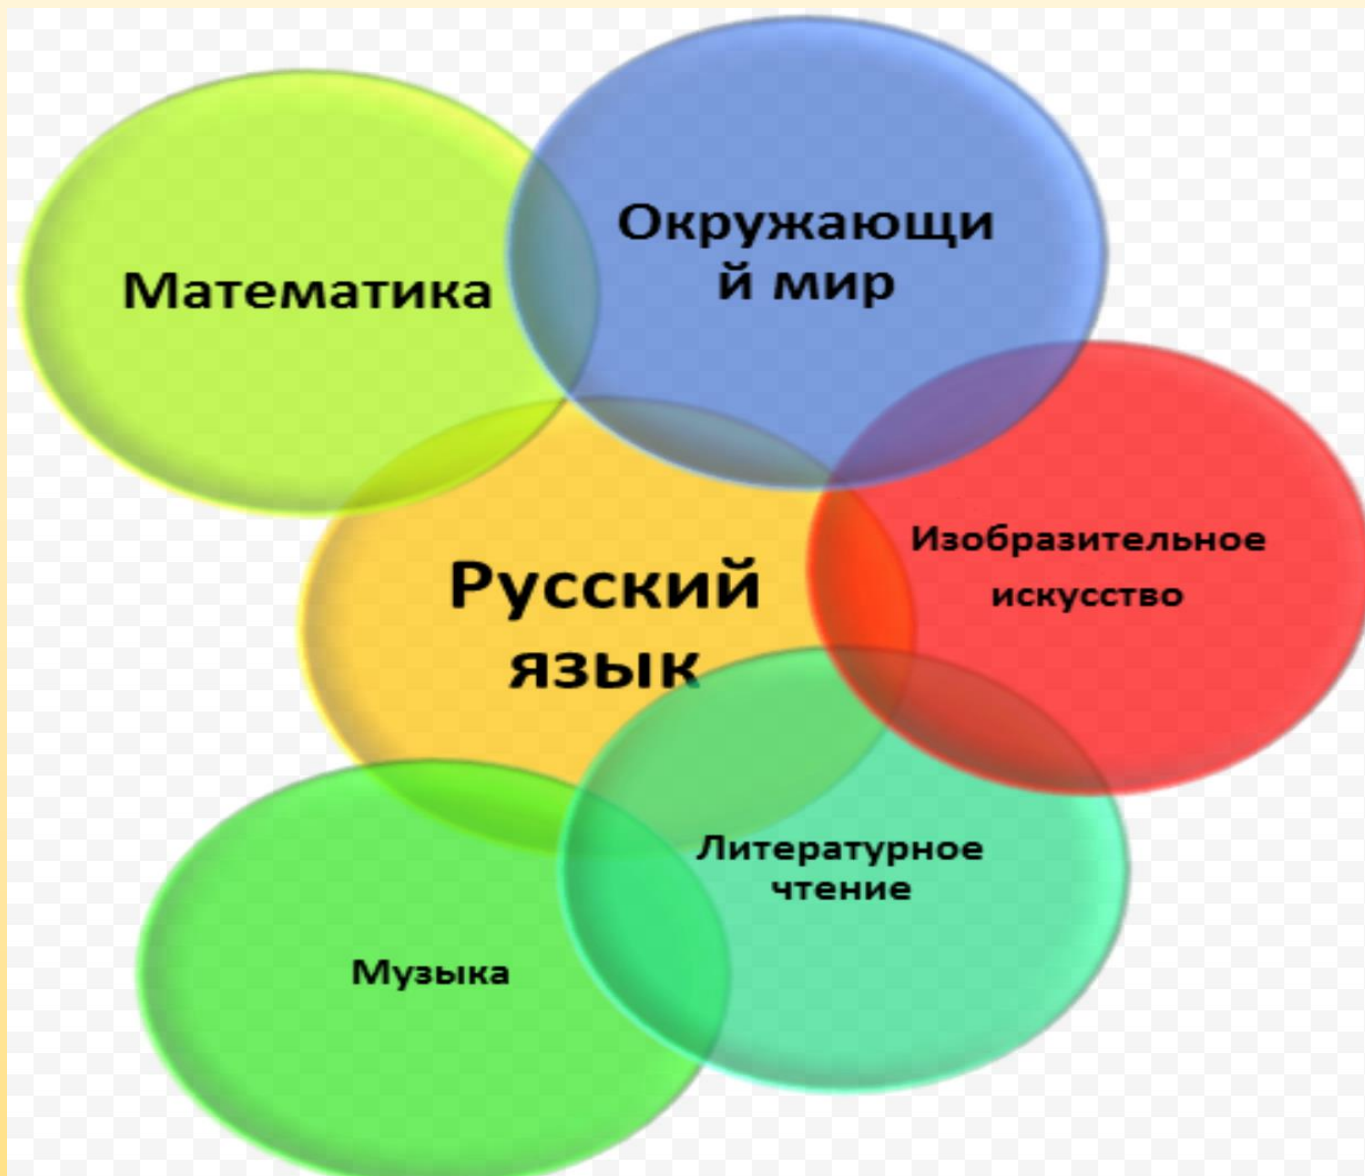 Математика
Окружающи
й мир
Изобразительное
искусство
Русский
язык
Литературное
чтение
Музыка